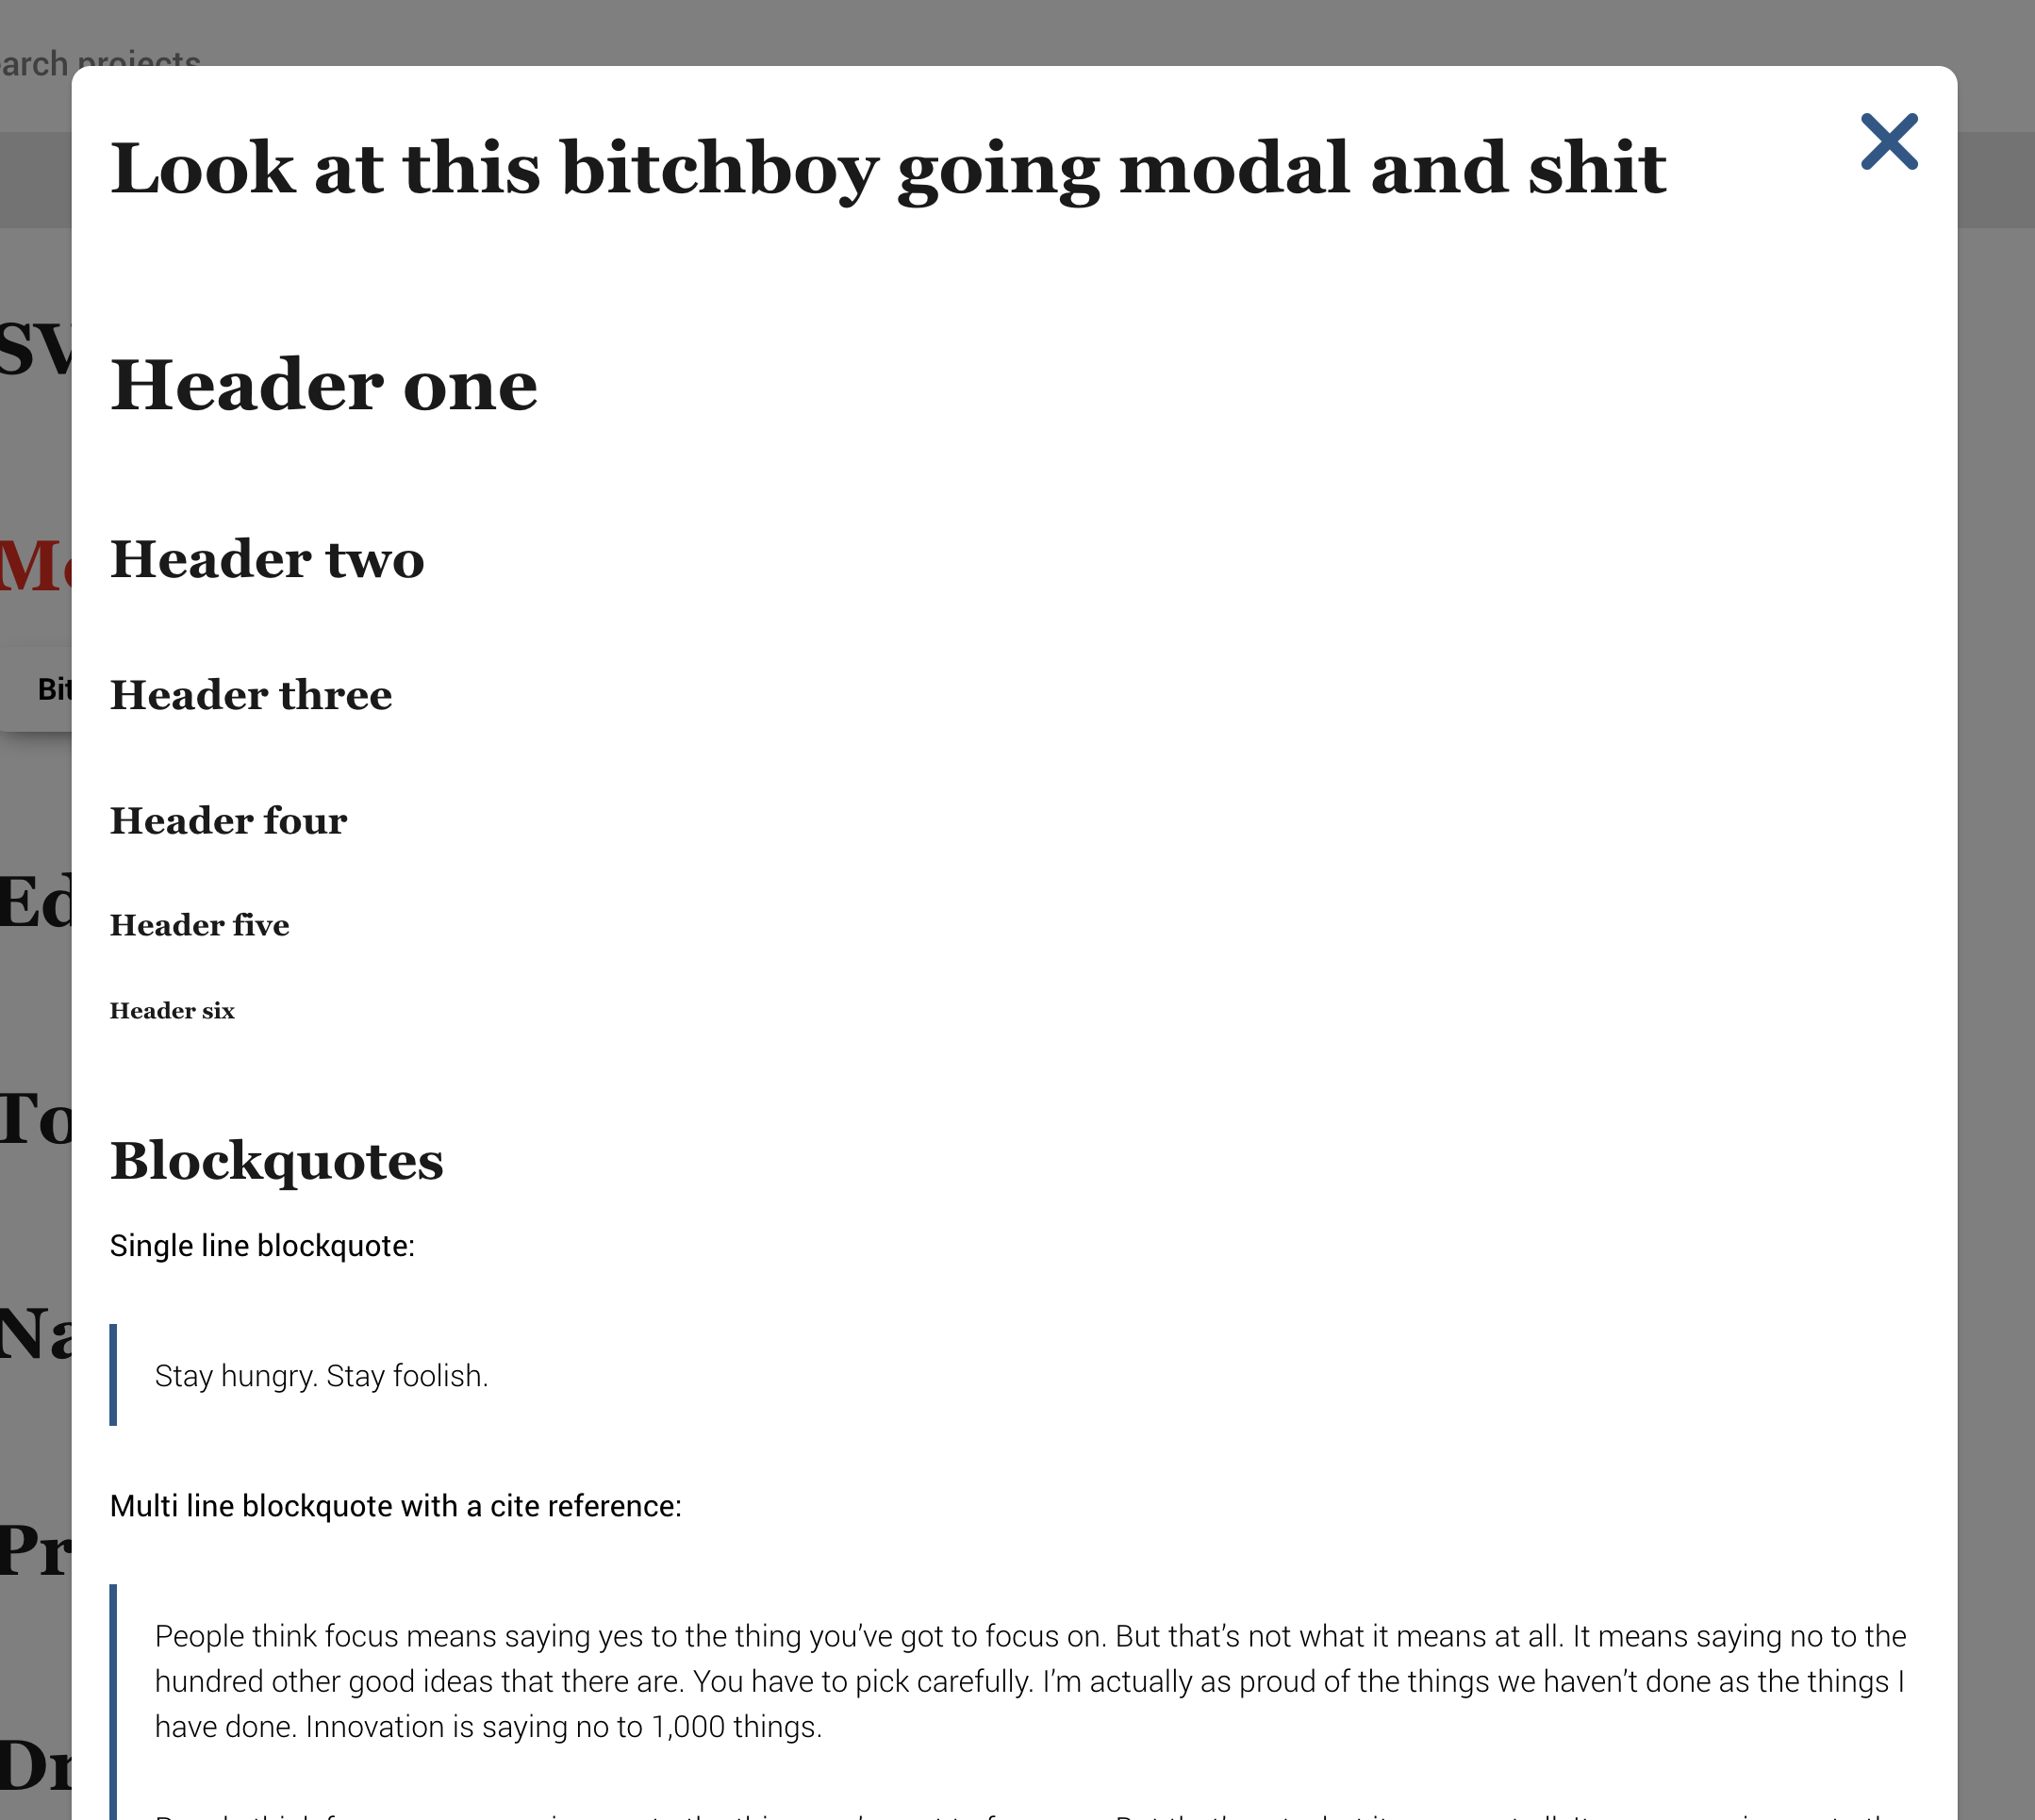 arch projects
Look at this bitchboy going modal and shit
Header one
SV
Header two
Mo
Header three
Bit
Header four
Ed
Header five
Header six
To
Blockquotes
Single line blockquote:
Na
Stay hungry. Stay foolish.
Multi line blockquote with a cite reference:
Pr
People think focus means saying yes to the thing you’ve got to focus on. But that’s not what it means at all. It means saying no to the
hundred other good ideas that there are. You have to pick carefully. I’m actually as proud of the things we haven’t done as the things I
have done. Innovation is saying no to 1,000 things.